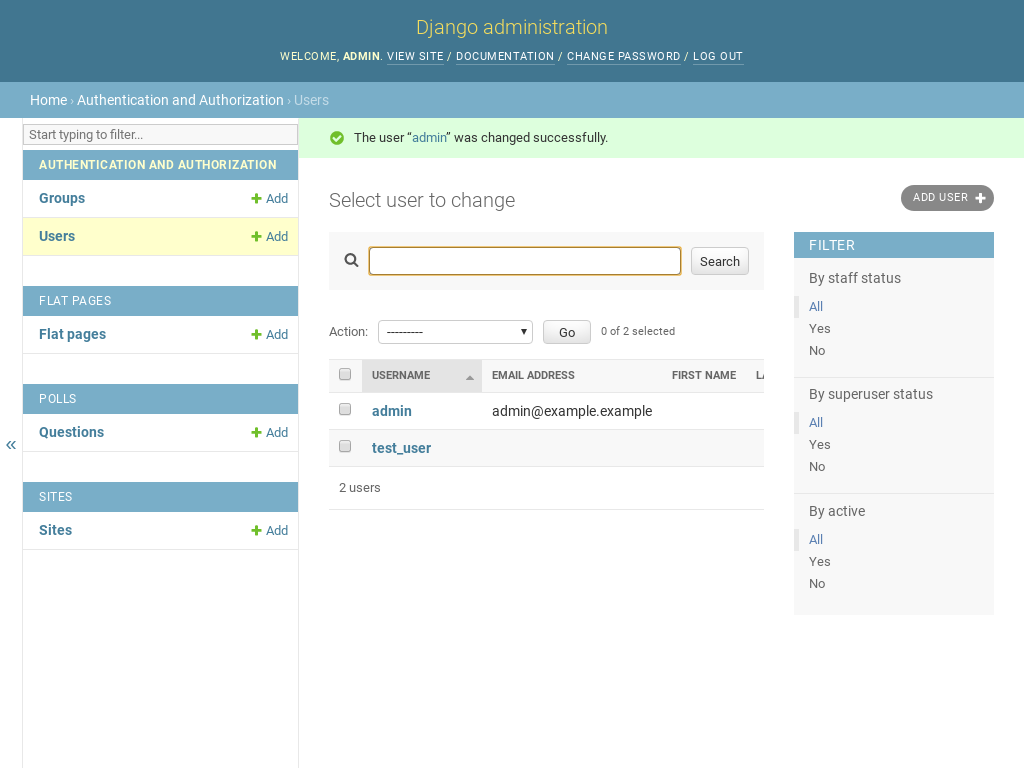 Django administration
WELCOME, ADMIN. VIEW SITE / DOCUMENTATION / CHANGE PASSWORD / LOG OUT
Home › Authentication and Authorization › Users
Start typing to filter...
AUTHENTICATION AND AUTHORIZATION
Groups Add
Users Add
FLAT PAGES
Flat pages Add
POLLS
Questions Add
SITES
Sites Add
«
The user “admin” was changed successfully.
Select user to change
ADD USER
Search
Action: --------- Go 0 of 2 selected
USERNAME EMAIL ADDRESS FIRST NAME
admin admin@example.example
test_user
2 users
FILTER
By staff status
All
Yes
No
By superuser status
All
Yes
No
By active
All
Yes
No